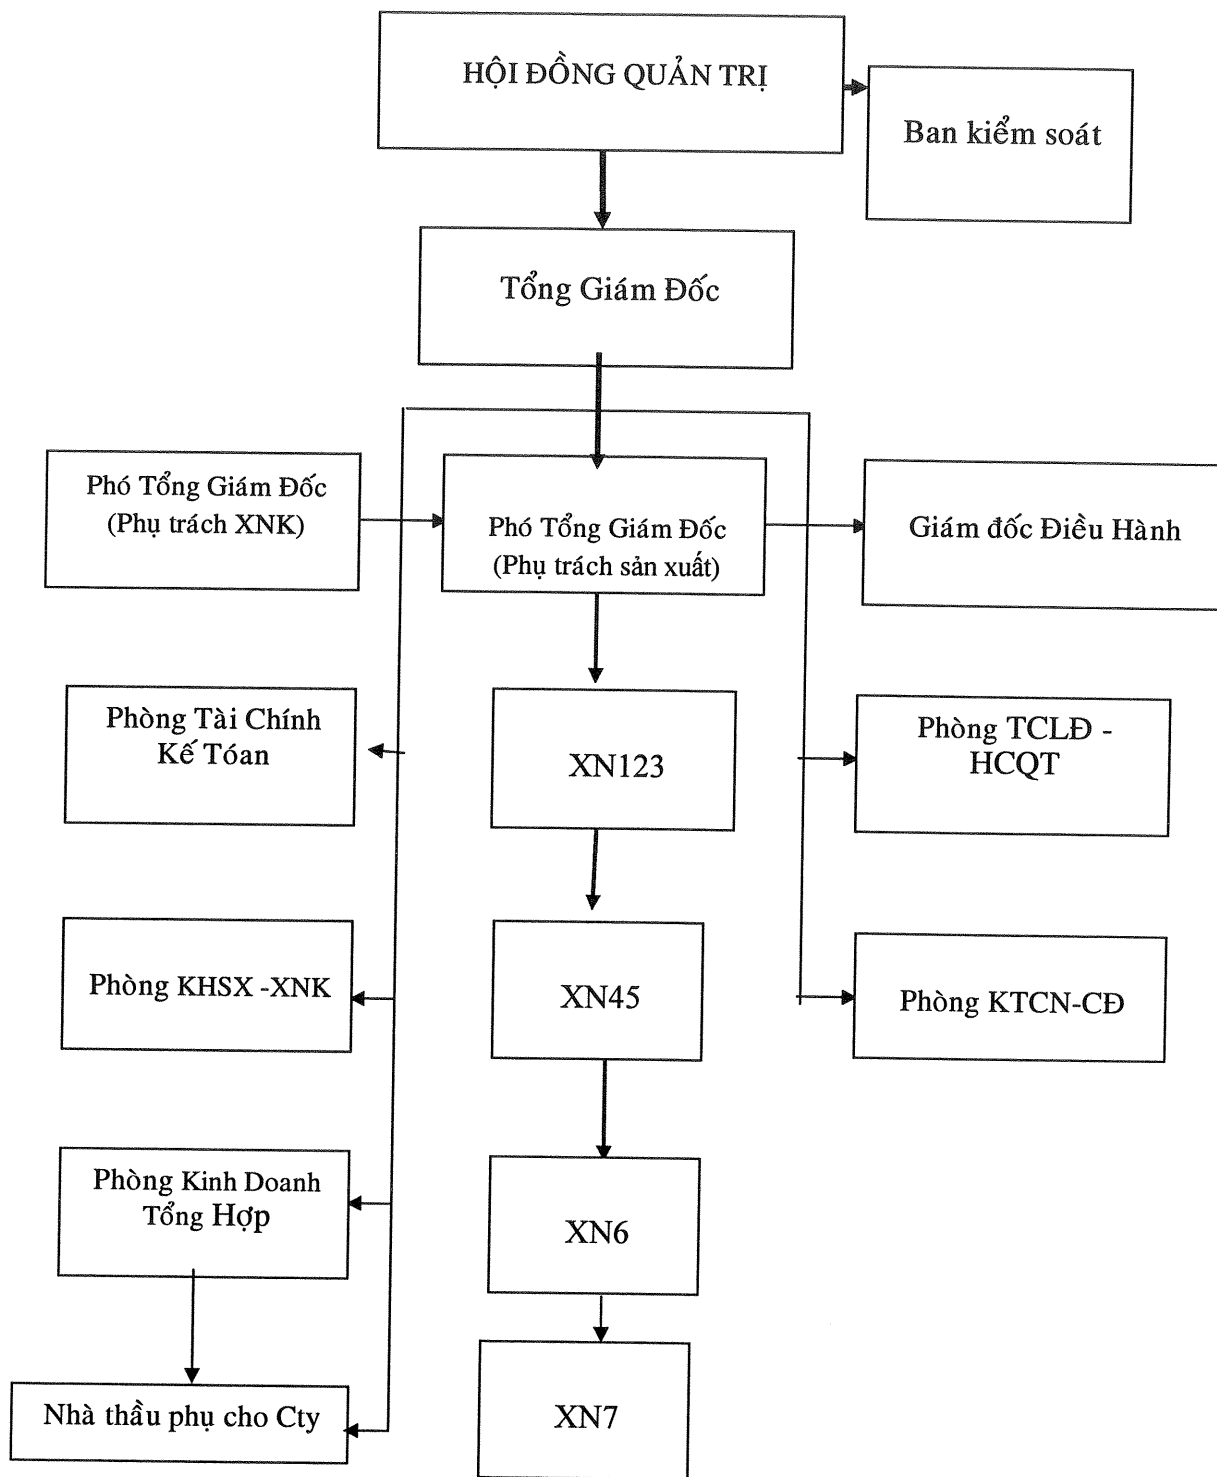 HỘI ĐỒNG QUẢN TRỊ
Ban kiểm soát
Tổng Giám Đốc
Phó Tổng Giám Đốc
(Phụ trách XNK)
Phó Tổng Giám Đốc
(Phụ trách sản xuất)
Giám đốc Điều Hành
Phòng Tài Chính
Kế Tóan
XN123
Phòng TCLĐ -
HCQT
Phòng KHSX -XNK
XN45
Phòng KTCN-CĐ
Phòng Kinh Doanh
Tổng Hợp
XN6
Nhà thầu phụ cho Cty
XN7